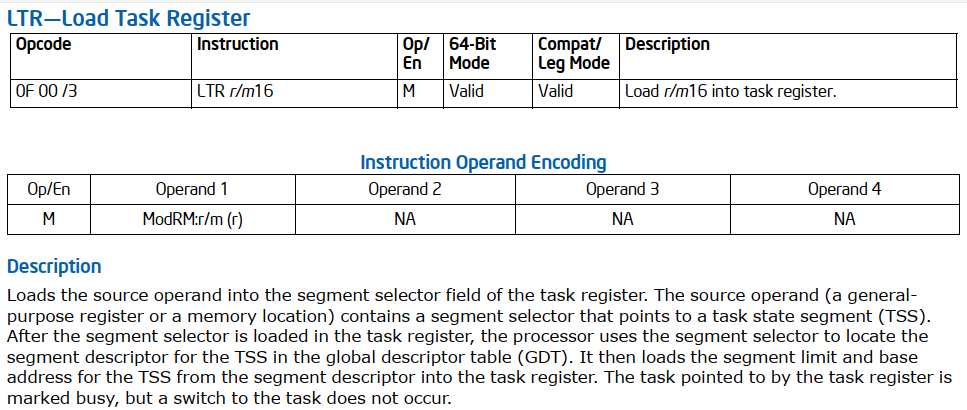 LTR—Load Task Register
Opcode Instruction Op/ En 64-Bit Mode Compat/ Leg Mode Description
0F 00 /3 LTR r/m16 M Valid Valid Load r/m16 into task register.
Instruction Operand Encoding
Op/En Operand 1 Operand 2 Operand 3 Operand 4
M ModRM:r/m (r) NA NA NA
Description
Loads the source operand into the segment selector field of the task register. The source operand (a general-
purpose register or a memory location) contains a segment selector that points to a task state segment (TSS).
After the segment selector is loaded in the task register, the processor uses the segment selector to locate the
segment descriptor for the TSS in the global descriptor table (GDT). It then loads the segment limit and base
address for the TSS from the segment descriptor into the task register. The task pointed to by the task register is
marked busy, but a switch to the task does not occur.